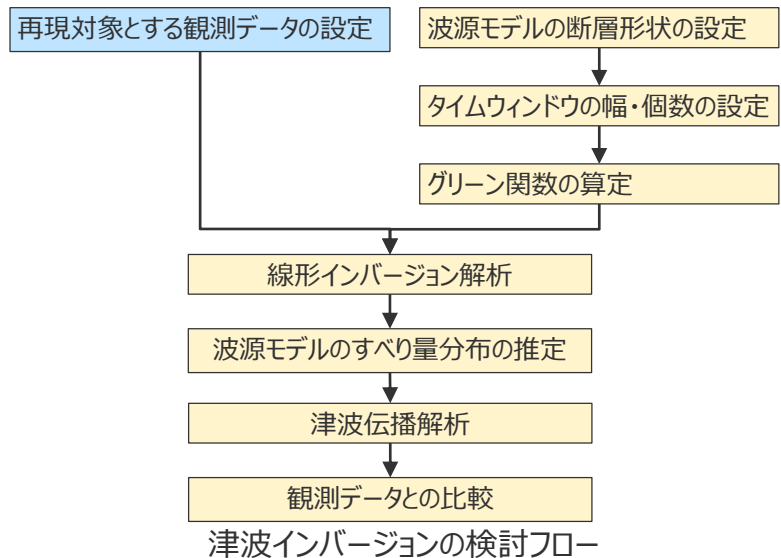 再現対象とする観測データの設定
波源モデルの断層形状の設定
タイムウィンドウの幅・個数の設定
グリーン関数の算定
線形インバージョン解析
波源モデルのすべり量分布の推定
津波伝播解析
観測データとの比較
津波インバージョンの検討フロー